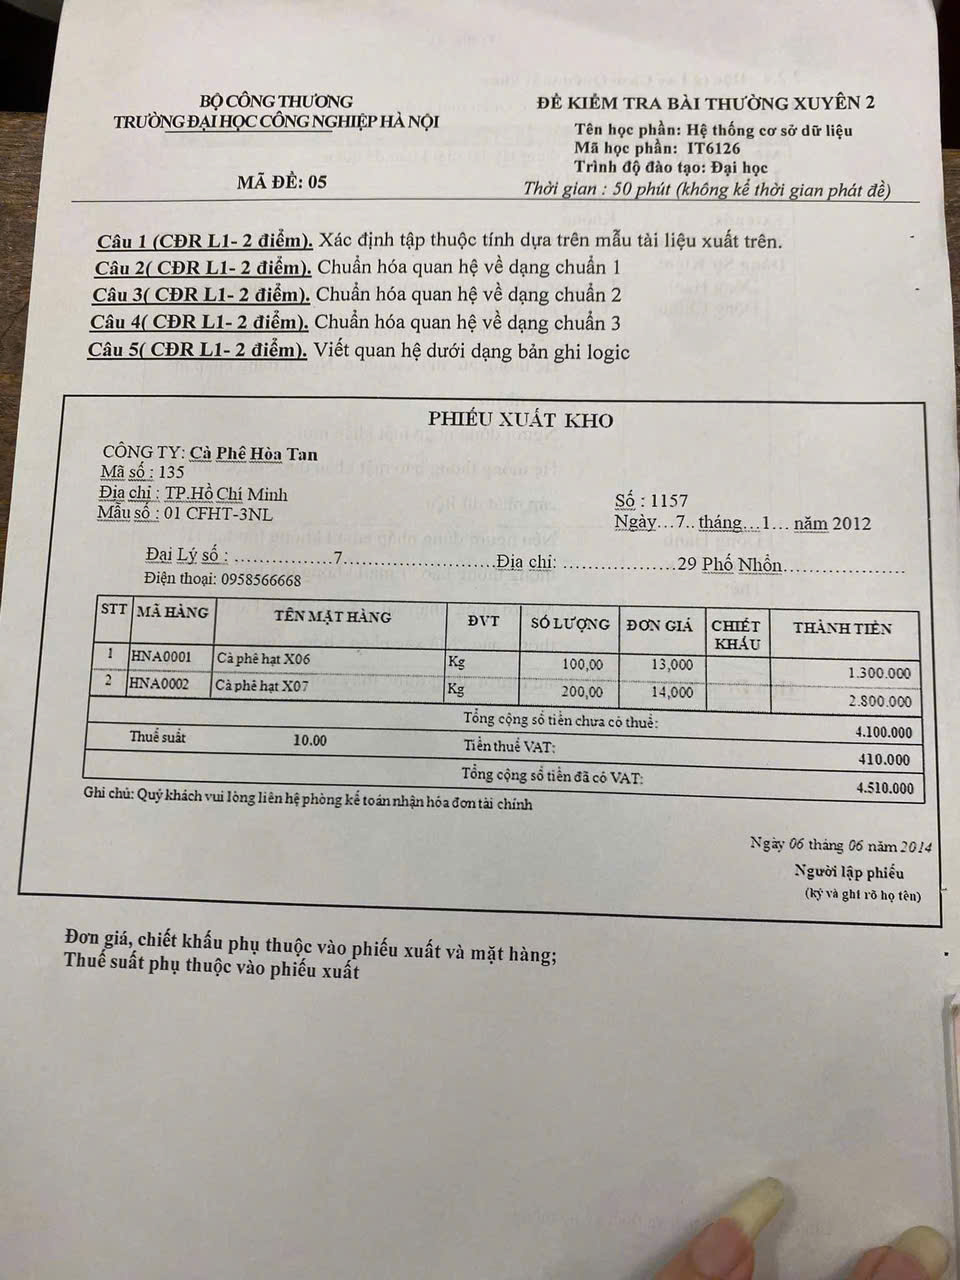 BỘ CÔNG THƯƠNG
TRƯỜNG ĐẠI HỌC CÔNG NGHIỆP HÀ NỘI
MÃ ĐỀ: 05
ĐỀ KIỂM TRA BÀI THƯỜNG XUYÊN 2
Tên học phần: Hệ thống cơ sở dữ liệu
Mã học phần: IT6126
Trình độ đào tạo: Đại học
Thời gian : 50 phút (không kể thời gian phát đề)
Câu 1 (CĐR L1- 2 điểm). Xác định tập thuộc tính dựa trên mẫu tài liệu xuất trên.
Câu 2( CĐR L1- 2 điểm). Chuẩn hóa quan hệ về dạng chuẩn 1
Câu 3( CĐR L1- 2 điểm). Chuẩn hóa quan hệ về dạng chuẩn 2
Câu 4( CĐR L1- 2 điểm). Chuẩn hóa quan hệ về dạng chuẩn 3
Câu 5( CĐR L1- 2 điểm). Viết quan hệ dưới dạng bản ghi logic
PHIẾU XUẤT KHO
CÔNG TY: Cà Phê Hòa Tan
Mã số : 135
Địa chỉ : TP.Hồ Chí Minh
Mẫu số : 01 CFHT-3NL
Số : 1157
Ngày...7.. tháng...1... năm 2012
Đại Lý số : ..................7...........................Địa chỉ: ....................29 Phố Nhổn.....................
Điện thoại: 0958566668
STT MÃ HÀNG TÊN MẶT HÀNG ĐVT SỐ LƯỢNG ĐƠN GIÁ CHIẾT KHẤU THÀNH TIỀN
1 HNA0001 Cà phê hạt X06 Kg 100,00 13,000 1.300.000
2 HNA0002 Cà phê hạt X07 Kg 200,00 14,000 2.800.000
Tổng cộng số tiền chưa có thuế: 4.100.000
Thuế suất 10.00 Tiền thuế VAT: 410.000
Tổng cộng số tiền đã có VAT: 4.510.000
Ghi chú: Quý khách vui lòng liên hệ phòng kế toán nhận hóa đơn tài chính
Ngày 06 tháng 06 năm 2014
Người lập phiếu
(ký và ghi rõ họ tên)
Đơn giá, chiết khấu phụ thuộc vào phiếu xuất và mặt hàng;
Thuế suất phụ thuộc vào phiếu xuất